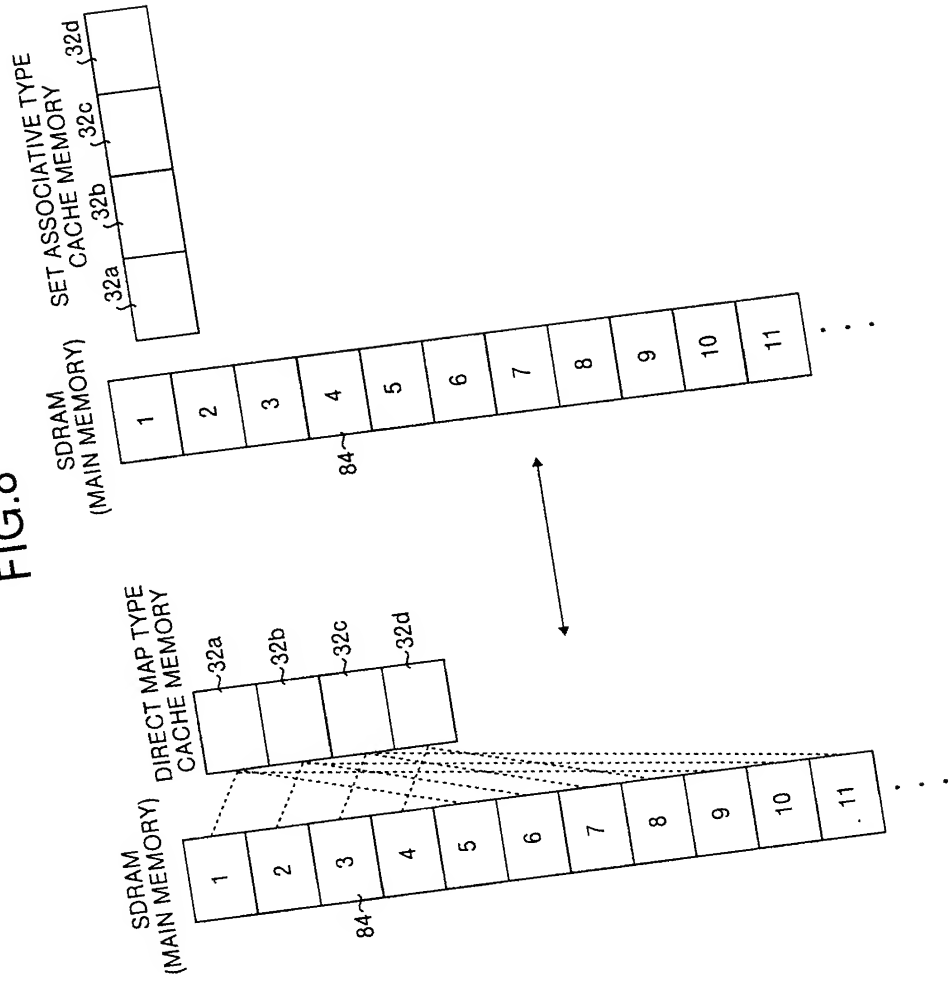 FIG.8
SDRAM
(MAIN MEMORY)
DIRECT MAP TYPE
CACHE MEMORY
32a
32b
32c
32d
84
1
2
3
4
5
6
7
8
9
10
11
SDRAM
(MAIN MEMORY)
SET ASSOCIATIVE TYPE
CACHE MEMORY
32a
32b
32c
32d
84
1
2
3
4
5
6
7
8
9
10
11